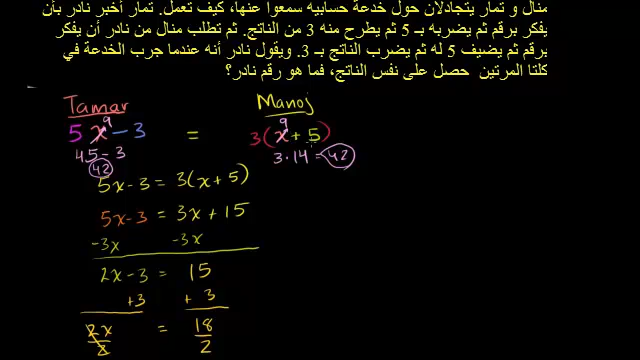 منال و تمار يتجادلان حول خدعة حسابيه سمعوا عنها، كيف تعمل. تمار أخبر نادر بأن
يفكر برقم ثم يضربه بـ 5 ثم يطرح منه 3 من الناتج. ثم تطلب منال من نادر أن يفكر
برقم ثم يضيف 5 له ثم يضرب الناتج بـ 3. ويقول نادر أنه عندما جرب الخدعة في
كلتا المرتين حصل على نفس الناتج، فما هو رقم نادر؟
Tamar Manoj
9 9
5 x - 3 = 3(x + 5)
45 - 3 3 · 14 = 42
42
5x - 3 = 3(x + 5)
5x - 3 = 3x + 15
-3x -3x
2x - 3 = 15
+3 + 3
2x = 18
2 2